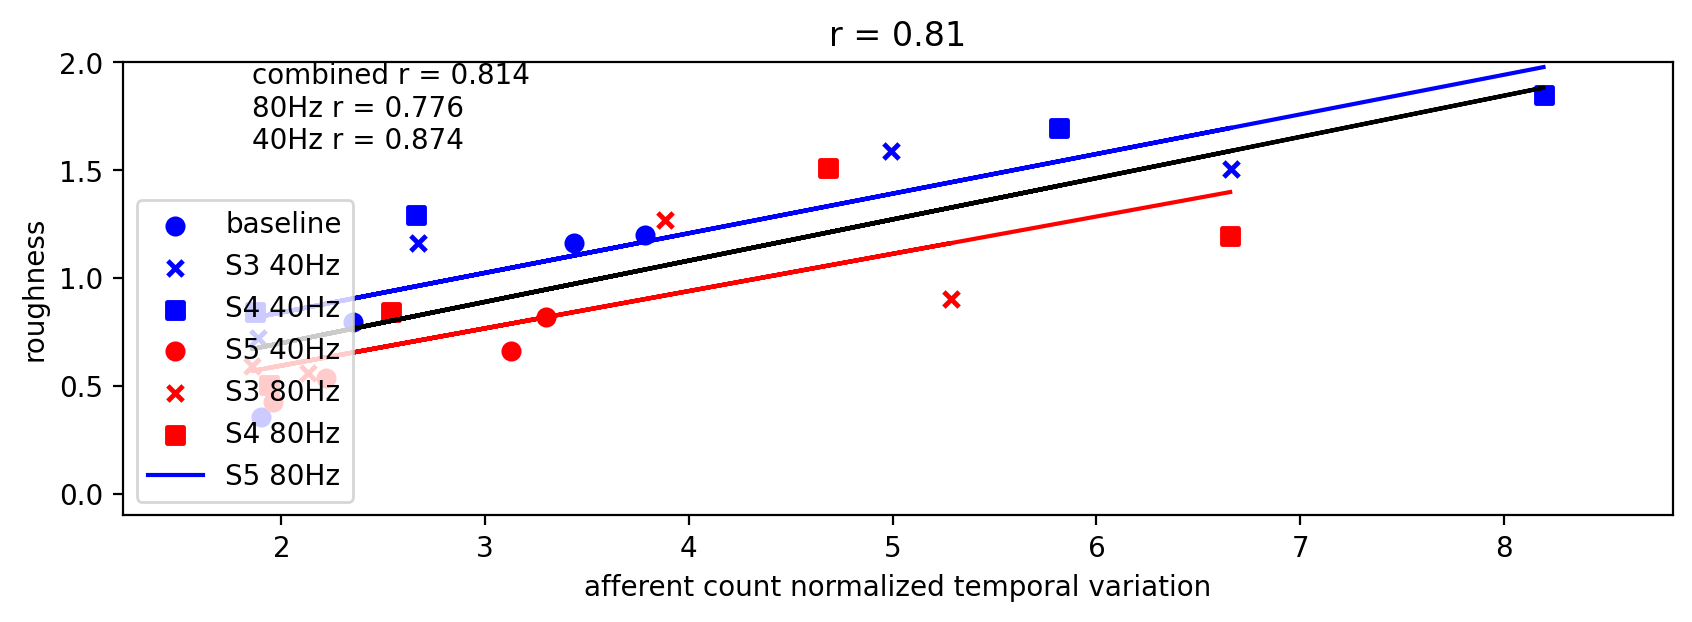 r = 0.81
combined r = 0.814
80Hz r = 0.776
40Hz r = 0.874
2.0
1.5
1.0
0.5
0.0
roughness
baseline
S3 40Hz
S4 40Hz
S5 40Hz
S3 80Hz
S4 80Hz
S5 80Hz
2 3 4 5 6 7 8
afferent count normalized temporal variation